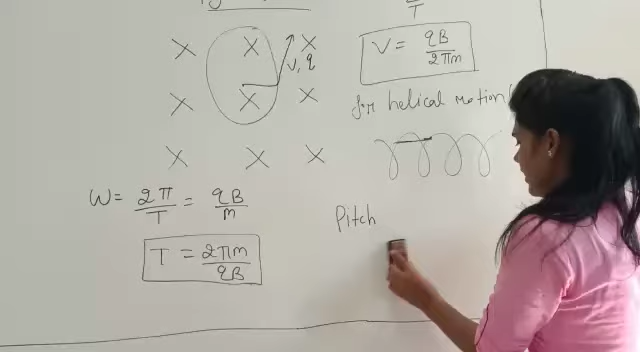 T
× × ×
v, q
V = qB/2πm
× × ×
for helical motion
× × ×
W = 2π/T = qB/m
Pitch
T = 2πm/qB